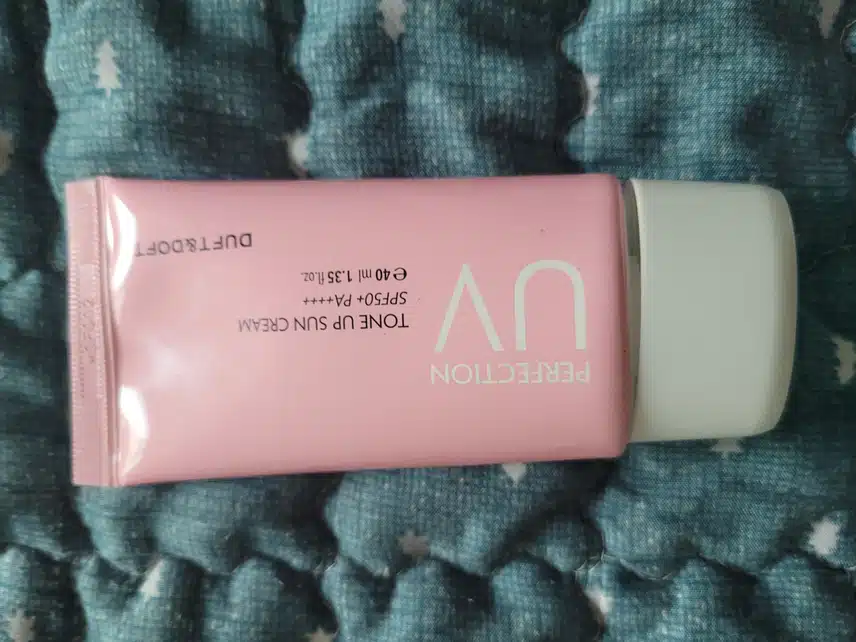 PERFECTION
UV
TONE UP SUN CREAM
SPF50+ PA++++
℮40 ml 1.35 fl.oz.
DUFT&DOFT